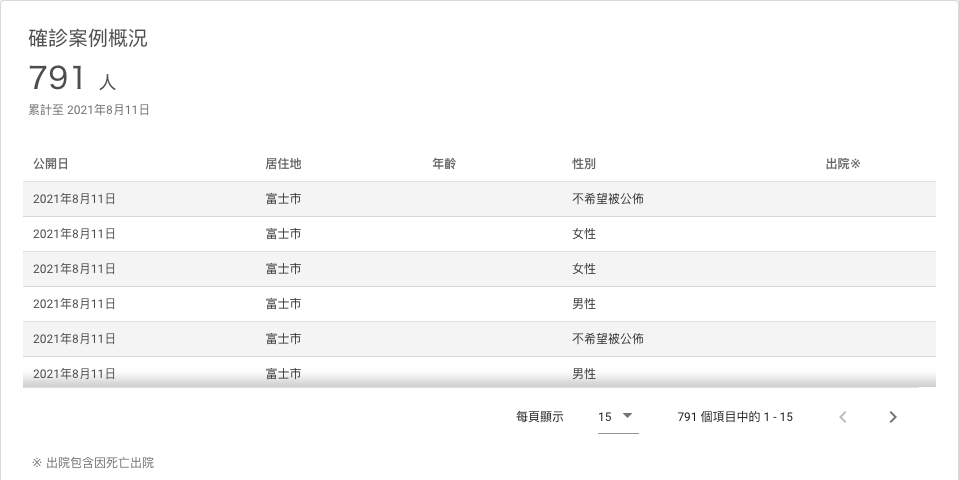 確診案例概況
791 人
累計至 2021年8月11日
公開日 居住地 年齢 性別 出院※
2021年8月11日 富士市 不希望被公佈
2021年8月11日 富士市 女性
2021年8月11日 富士市 女性
2021年8月11日 富士市 男性
2021年8月11日 富士市 不希望被公佈
2021年8月11日 富士市 男性
每頁顯示 15 791 個項目中的 1 - 15
※ 出院包含因死亡出院